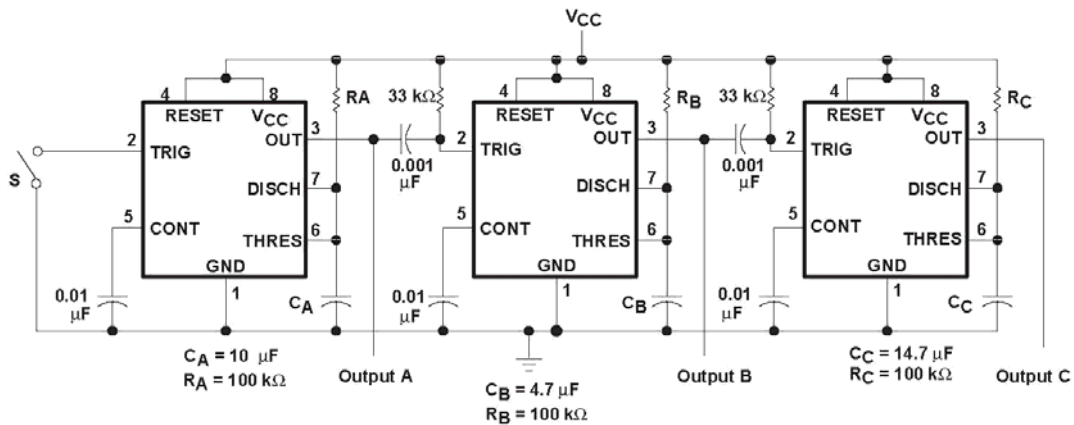 VCC
4
8
RESET
VCC
OUT
3
2
TRIG
S
DISCH
7
5
CONT
THRES
6
GND
1
0.01
µF
RA
CA
33 kΩ
0.001
µF
4
8
RESET
VCC
OUT
3
2
TRIG
DISCH
7
5
CONT
THRES
6
GND
1
0.01
µF
RB
CB
33 kΩ
0.001
µF
4
8
RESET
VCC
OUT
3
2
TRIG
DISCH
7
5
CONT
THRES
6
GND
1
0.01
µF
RC
CC
CA = 10 µF
RA = 100 kΩ
Output A
CB = 4.7 µF
RB = 100 kΩ
Output B
CC = 14.7 µF
RC = 100 kΩ
Output C